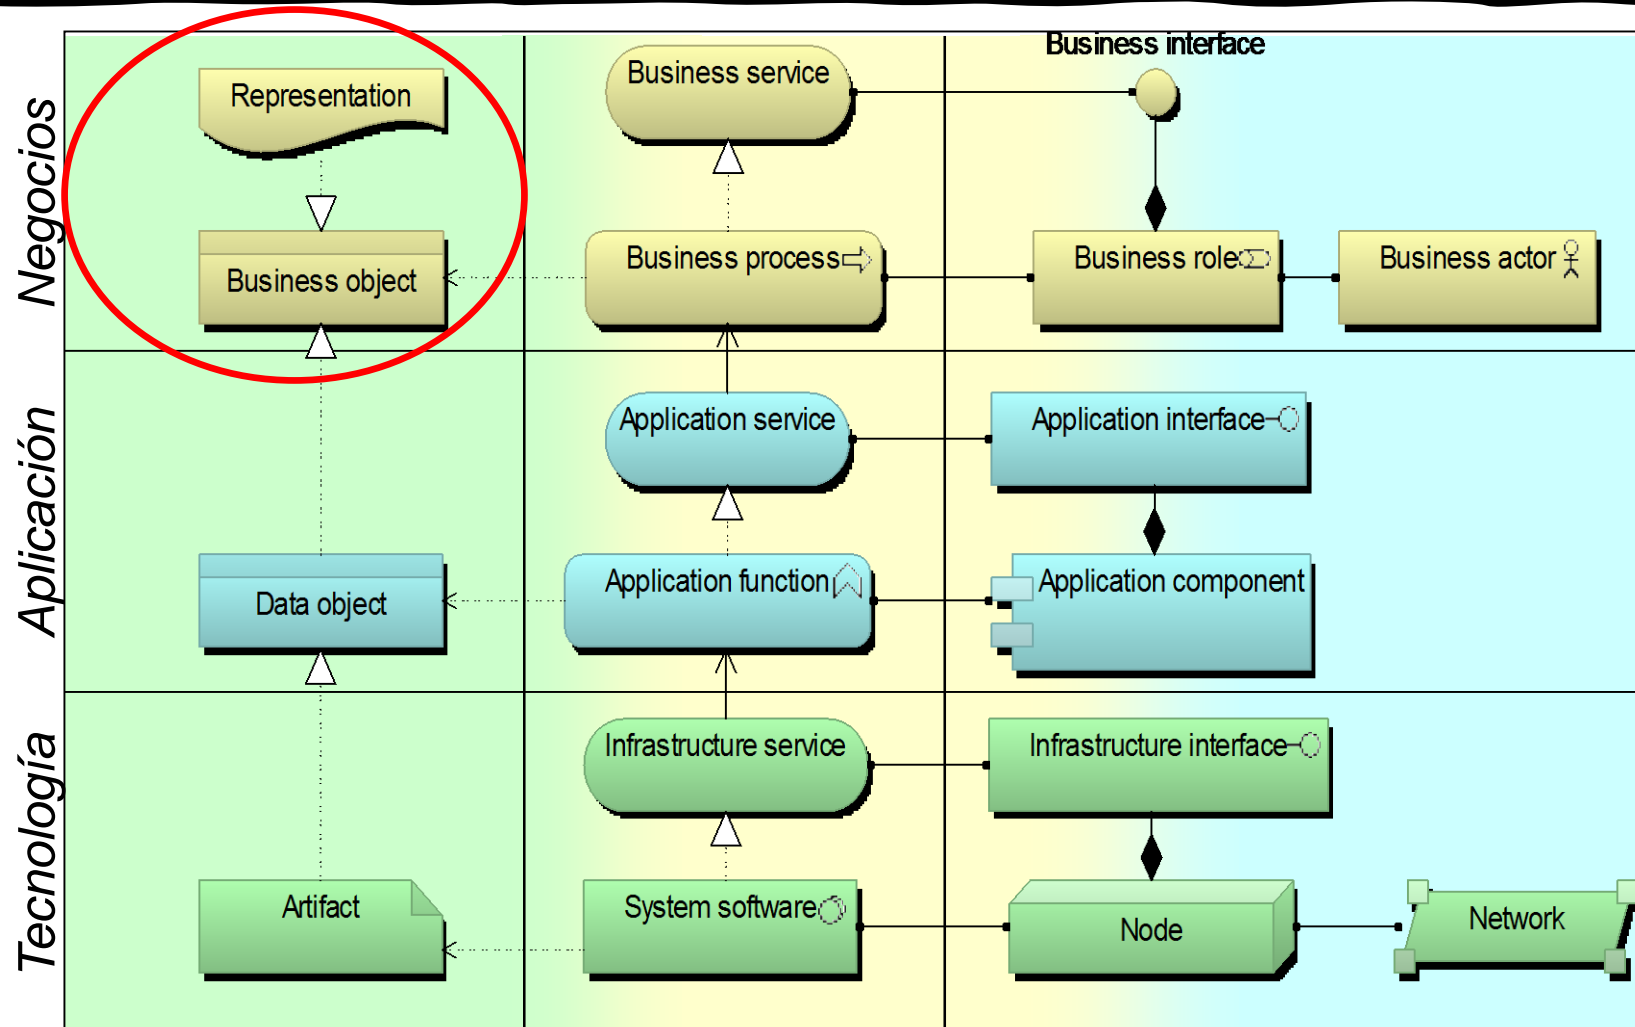 Negocios
Representation
Business service
Business interface
Business object
Business process
Business role
Business actor
Aplicación
Application service
Application interface
Data object
Application function
Application component
Tecnología
Infrastructure service
Infrastructure interface
Artifact
System software
Node
Network